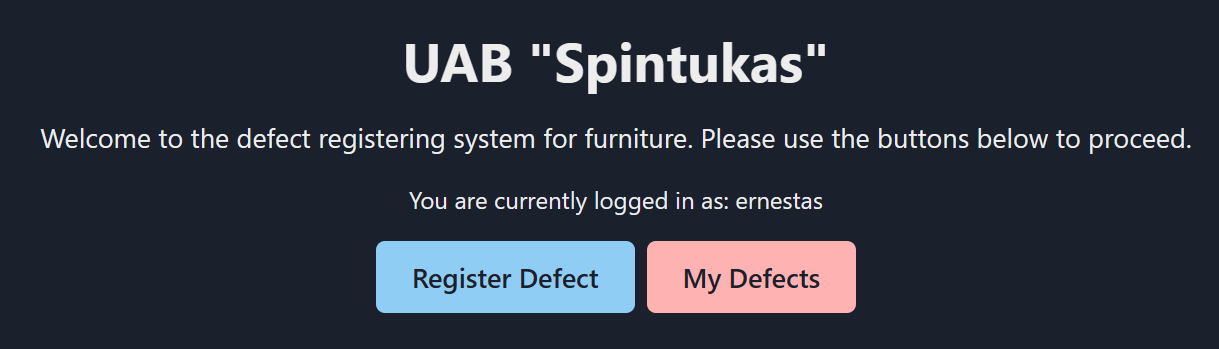 UAB "Spintukas"
Welcome to the defect registering system for furniture. Please use the buttons below to proceed.
You are currently logged in as: ernestas
Register Defect
My Defects